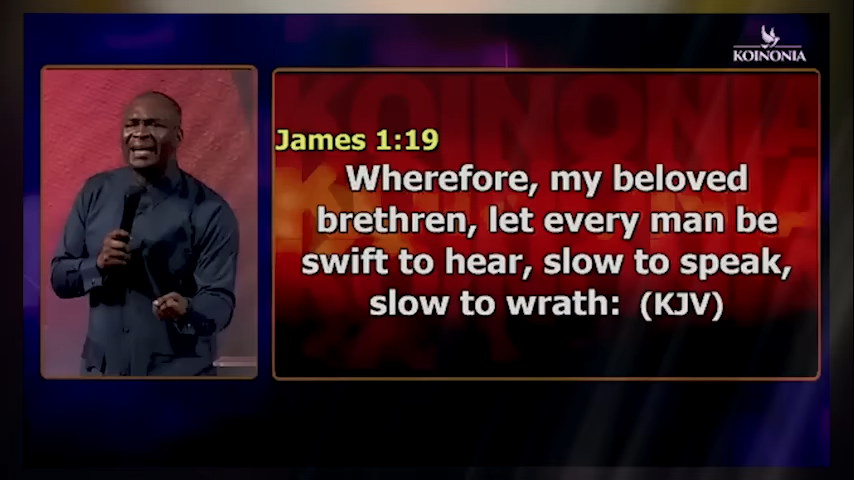 KOINONIA
James 1:19
Wherefore, my beloved
brethren, let every man be
swift to hear, slow to speak,
slow to wrath: (KJV)